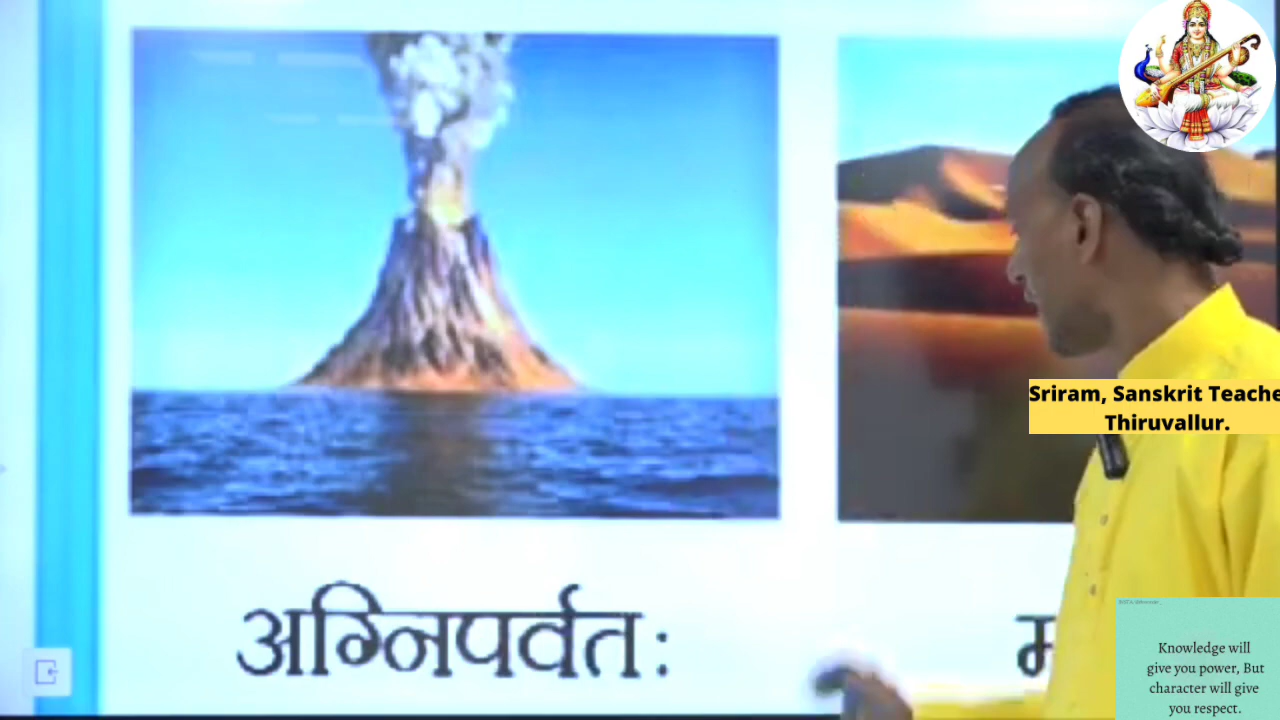 अग्निपर्वतः
Sriram, Sanskrit Teache
Thiruvallur.
Knowledge will
give you power, But
character will give
you respect.